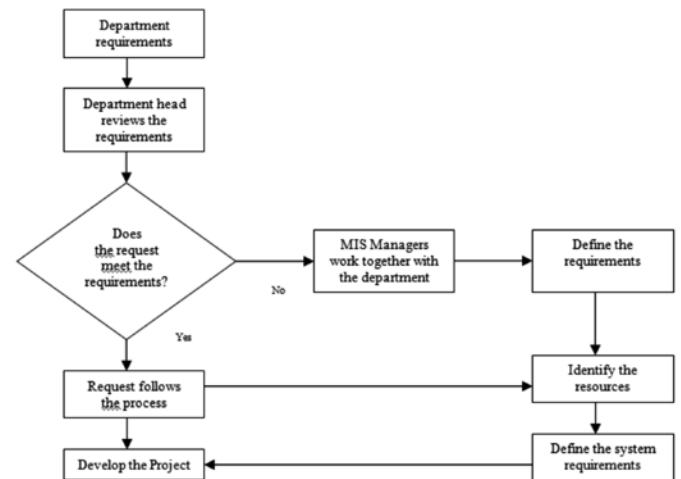 Department
requirements
Department head
reviews the
requirements
Does
the request
meet the
requirements?
No
Yes
MIS Managers
work together with
the department
Define the
requirements
Request follows
the process
Identify the
resources
Develop the Project
Define the system
requirements